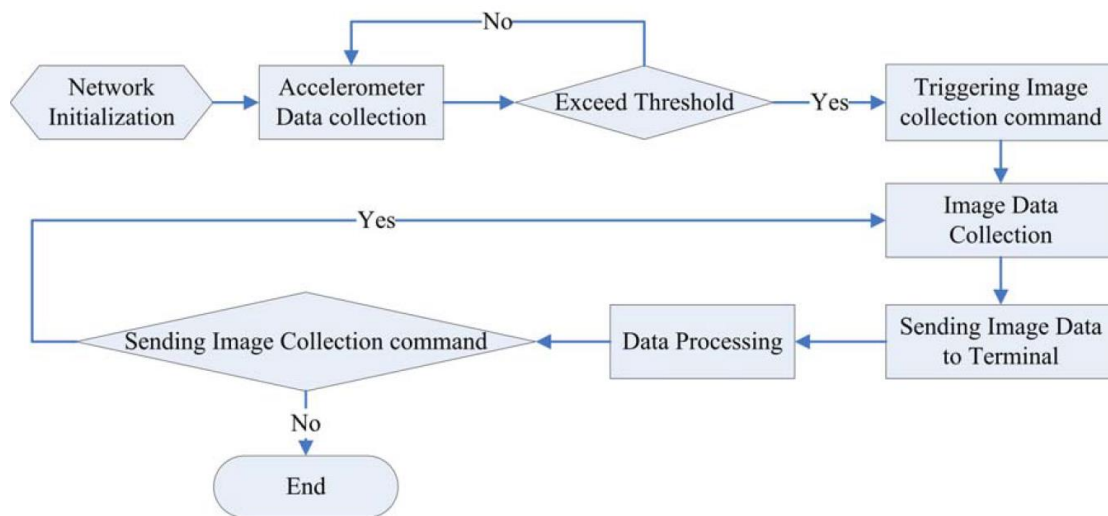 No
Network
Initialization
Accelerometer
Data collection
Exceed Threshold
Yes
Triggering Image
collection command
Image Data
Collection
Yes
Sending Image Data
to Terminal
Data Processing
Sending Image Collection command
No
End